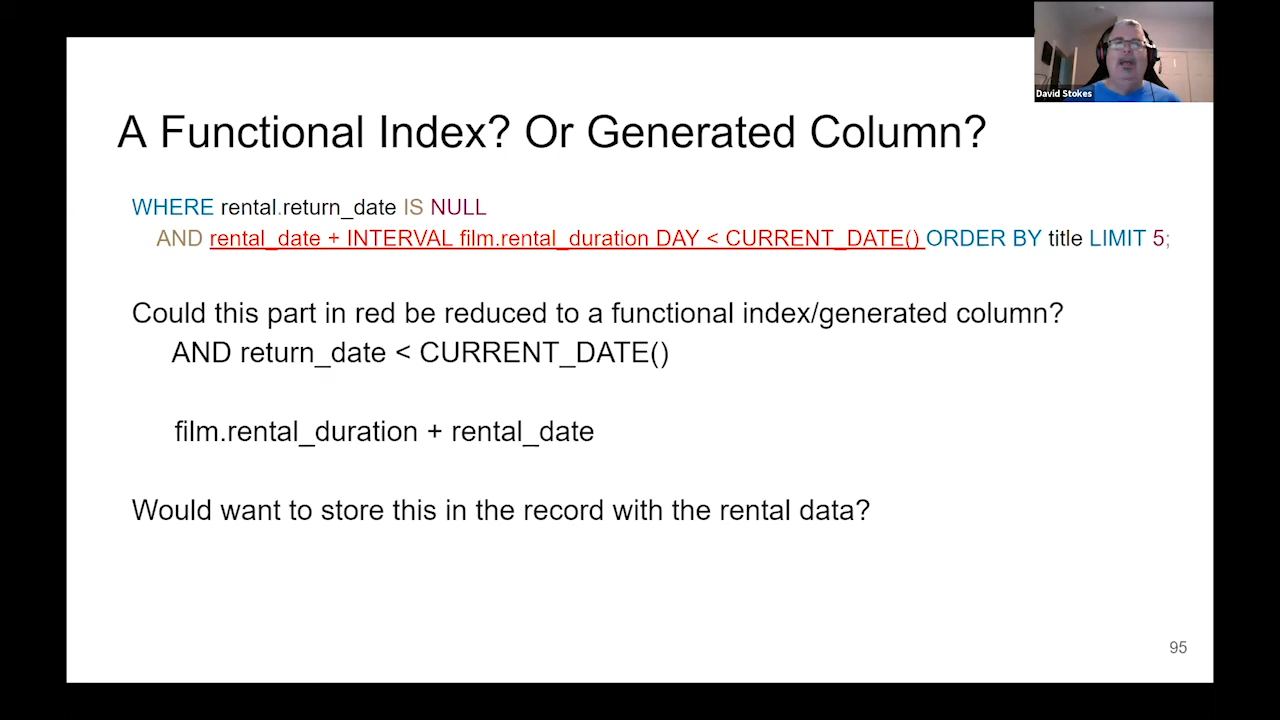 David Stokes
A Functional Index? Or Generated Column?
WHERE rental.return_date IS NULL
AND rental_date + INTERVAL film.rental_duration DAY < CURRENT_DATE() ORDER BY title LIMIT 5;
Could this part in red be reduced to a functional index/generated column?
AND return_date < CURRENT_DATE()
film.rental_duration + rental_date
Would want to store this in the record with the rental data?
95